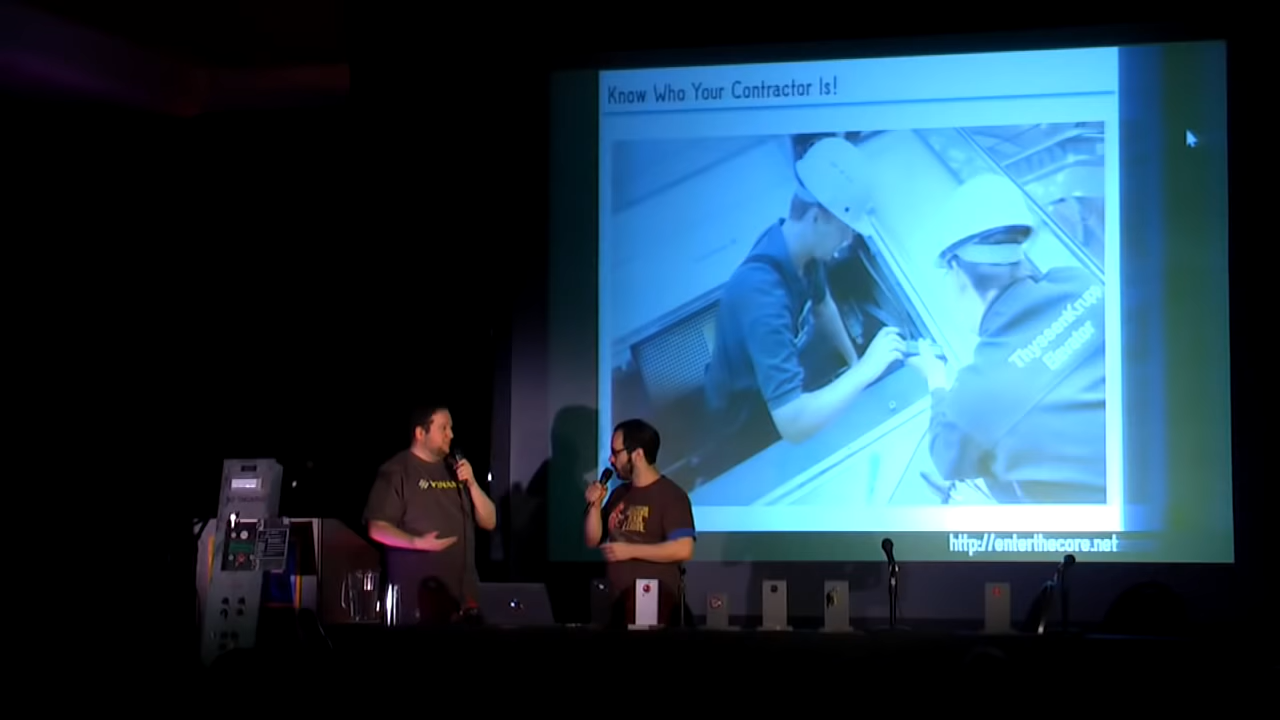 Know Who Your Contractor Is!
ThyssenKrupp
Elevator
http://enterthecore.net